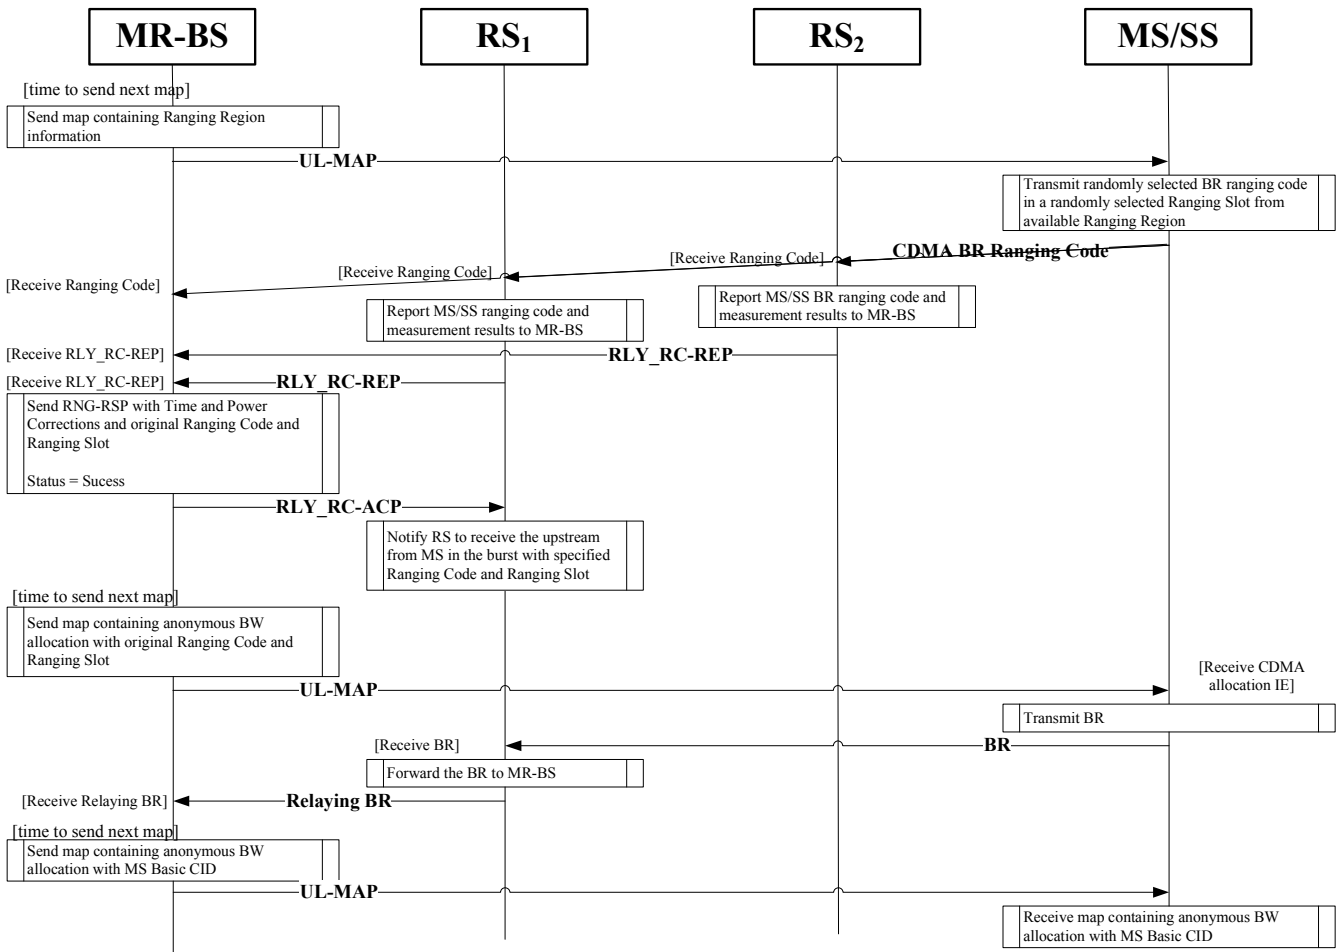 MR-BS
RS1
RS2
MS/SS
[time to send next map]
Send map containing Ranging Region
information
UL-MAP
Transmit randomly selected BR ranging code
in a randomly selected Ranging Slot from
available Ranging Region
CDMA BR Ranging Code
[Receive Ranging Code]
[Receive Ranging Code]
[Receive Ranging Code]
Report MS/SS BR ranging code and
measurement results to MR-BS
Report MS/SS ranging code and
measurement results to MR-BS
[Receive RLY_RC-REP]
RLY_RC-REP
[Receive RLY_RC-REP]
RLY_RC-REP
Send RNG-RSP with Time and Power
Corrections and original Ranging Code and
Ranging Slot
Status = Sucess
RLY_RC-ACP
Notify RS to receive the upstream
from MS in the burst with specified
Ranging Code and Ranging Slot
[time to send next map]
Send map containing anonymous BW
allocation with original Ranging Code and
Ranging Slot
UL-MAP
[Receive CDMA
allocation IE]
Transmit BR
[Receive BR]
BR
Forward the BR to MR-BS
[Receive Relaying BR]
Relaying BR
[time to send next map]
Send map containing anonymous BW
allocation with MS Basic CID
UL-MAP
Receive map containing anonymous BW
allocation with MS Basic CID